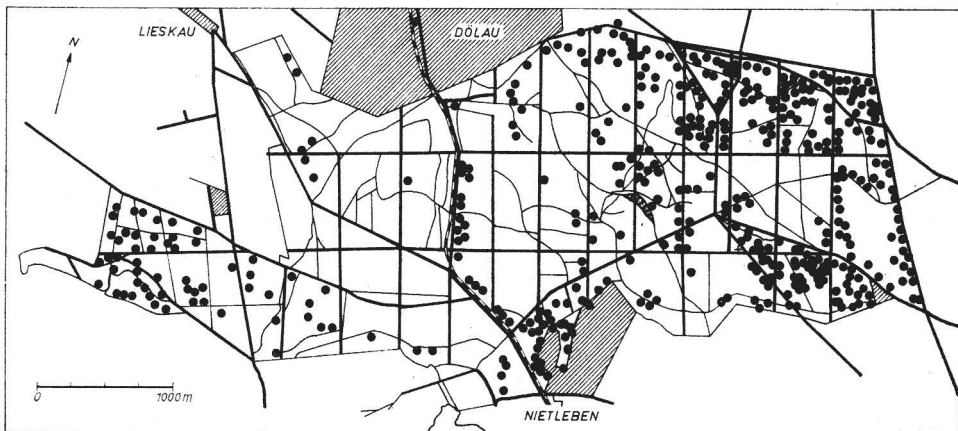 LIESKAU
DÖLAU
N
0 1000 m
NIETLEBEN